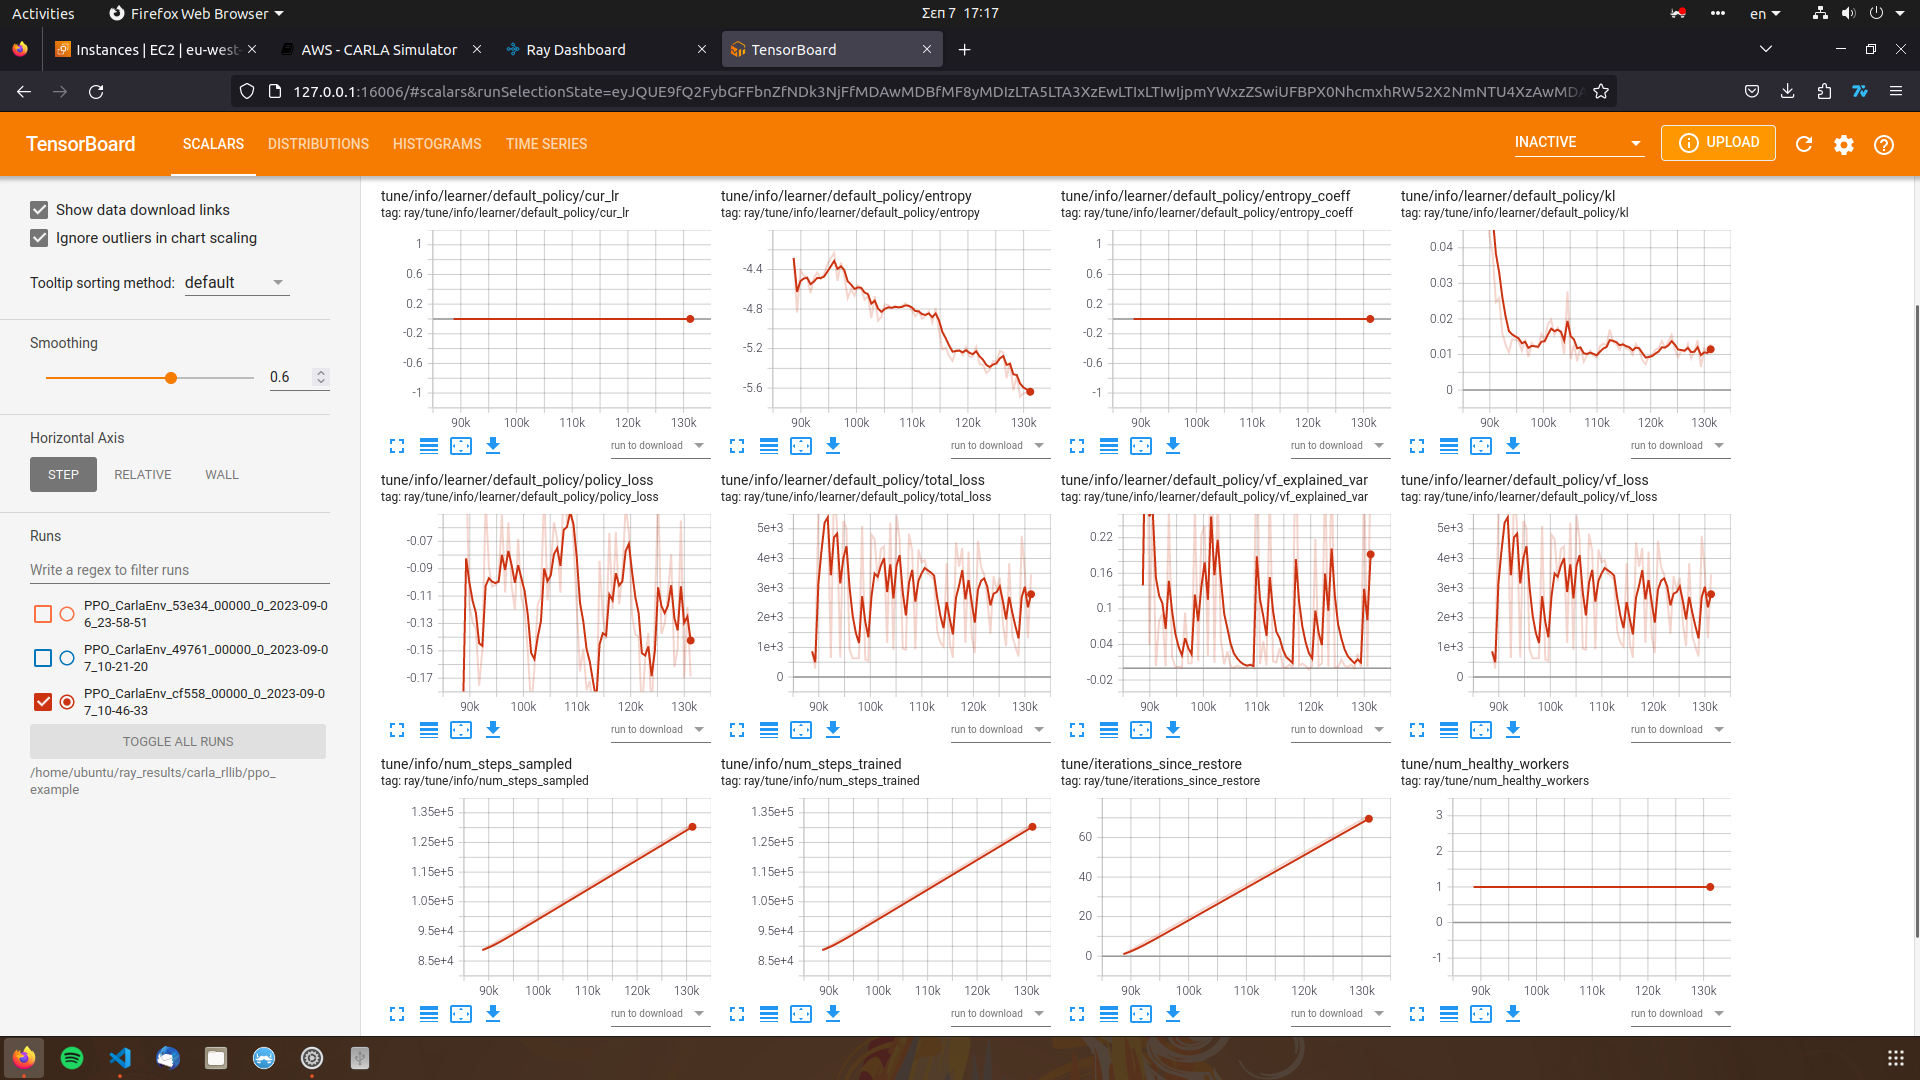 Activities
Firefox Web Browser
Σεπ 7 17:17
en
Instances | EC2 | eu-west-
AWS - CARLA Simulator
Ray Dashboard
TensorBoard
127.0.0.1:16006/#scalars&runSelectionState=
TensorBoard
SCALARS
DISTRIBUTIONS
HISTOGRAMS
TIME SERIES
INACTIVE
UPLOAD
Show data download links
Ignore outliers in chart scaling
Tooltip sorting method: default
Smoothing
0.6
Horizontal Axis
STEP
RELATIVE
WALL
Runs
Write a regex to filter runs
PPO_CarlaEnv_53e34_00000_0_2023-09-0
6_23-58-51
PPO_CarlaEnv_49761_00000_0_2023-09-0
7_10-21-20
PPO_CarlaEnv_cf558_00000_0_2023-09-0
7_10-46-33
TOGGLE ALL RUNS
/home/ubuntu/ray_results/carla_rllib/ppo_
example
tune/info/learner/default_policy/cur_lr
tag: ray/tune/info/learner/default_policy/cur_lr
1
0.6
0.2
-0.2
-0.6
-1
90k 100k 110k 120k 130k
run to download
tune/info/learner/default_policy/entropy
tag: ray/tune/info/learner/default_policy/entropy
-4.4
-4.8
-5.2
-5.6
90k 100k 110k 120k 130k
run to download
tune/info/learner/default_policy/entropy_coeff
tag: ray/tune/info/learner/default_policy/entropy_coeff
1
0.6
0.2
-0.2
-0.6
-1
90k 100k 110k 120k 130k
run to download
tune/info/learner/default_policy/kl
tag: ray/tune/info/learner/default_policy/kl
0.04
0.03
0.02
0.01
0
90k 100k 110k 120k 130k
run to download
tune/info/learner/default_policy/policy_loss
tag: ray/tune/info/learner/default_policy/policy_loss
-0.07
-0.09
-0.11
-0.13
-0.15
-0.17
90k 100k 110k 120k 130k
run to download
tune/info/learner/default_policy/total_loss
tag: ray/tune/info/learner/default_policy/total_loss
5e+3
4e+3
3e+3
2e+3
1e+3
0
90k 100k 110k 120k 130k
run to download
tune/info/learner/default_policy/vf_explained_var
tag: ray/tune/info/learner/default_policy/vf_explained_var
0.22
0.16
0.1
0.04
-0.02
90k 100k 110k 120k 130k
run to download
tune/info/learner/default_policy/vf_loss
tag: ray/tune/info/learner/default_policy/vf_loss
5e+3
4e+3
3e+3
2e+3
1e+3
0
90k 100k 110k 120k 130k
run to download
tune/info/num_steps_sampled
tag: ray/tune/info/num_steps_sampled
1.35e+5
1.25e+5
1.15e+5
1.05e+5
9.5e+4
8.5e+4
90k 100k 110k 120k 130k
run to download
tune/info/num_steps_trained
tag: ray/tune/info/num_steps_trained
1.35e+5
1.25e+5
1.15e+5
1.05e+5
9.5e+4
8.5e+4
90k 100k 110k 120k 130k
run to download
tune/iterations_since_restore
tag: ray/tune/iterations_since_restore
60
40
20
0
90k 100k 110k 120k 130k
run to download
tune/num_healthy_workers
tag: ray/tune/num_healthy_workers
3
2
1
0
-1
90k 100k 110k 120k 130k
run to download